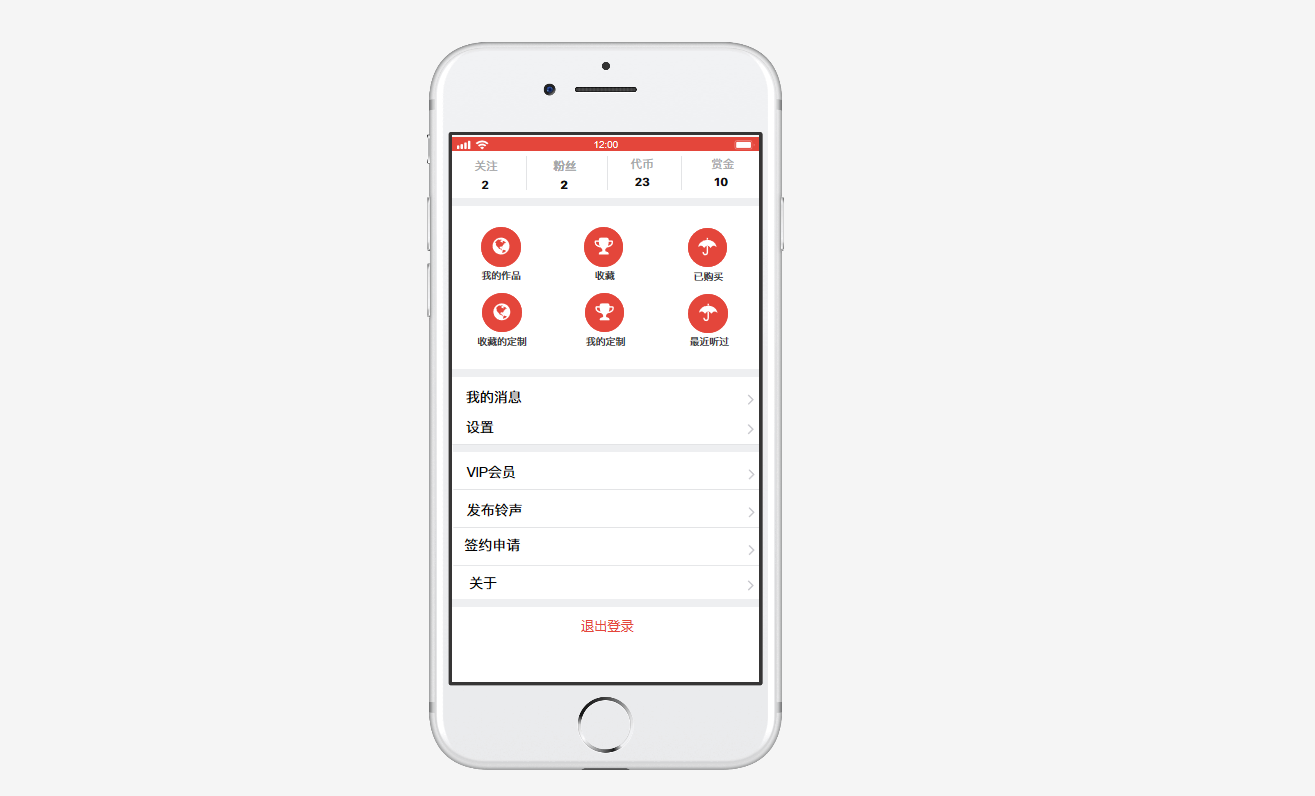 12:00
关注 粉丝 代币 赏金
2 2 23 10
我的作品 收藏 已购买
收藏的定制 我的定制 最近听过
我的消息
设置
VIP会员
发布铃声
签约申请
关于
退出登录